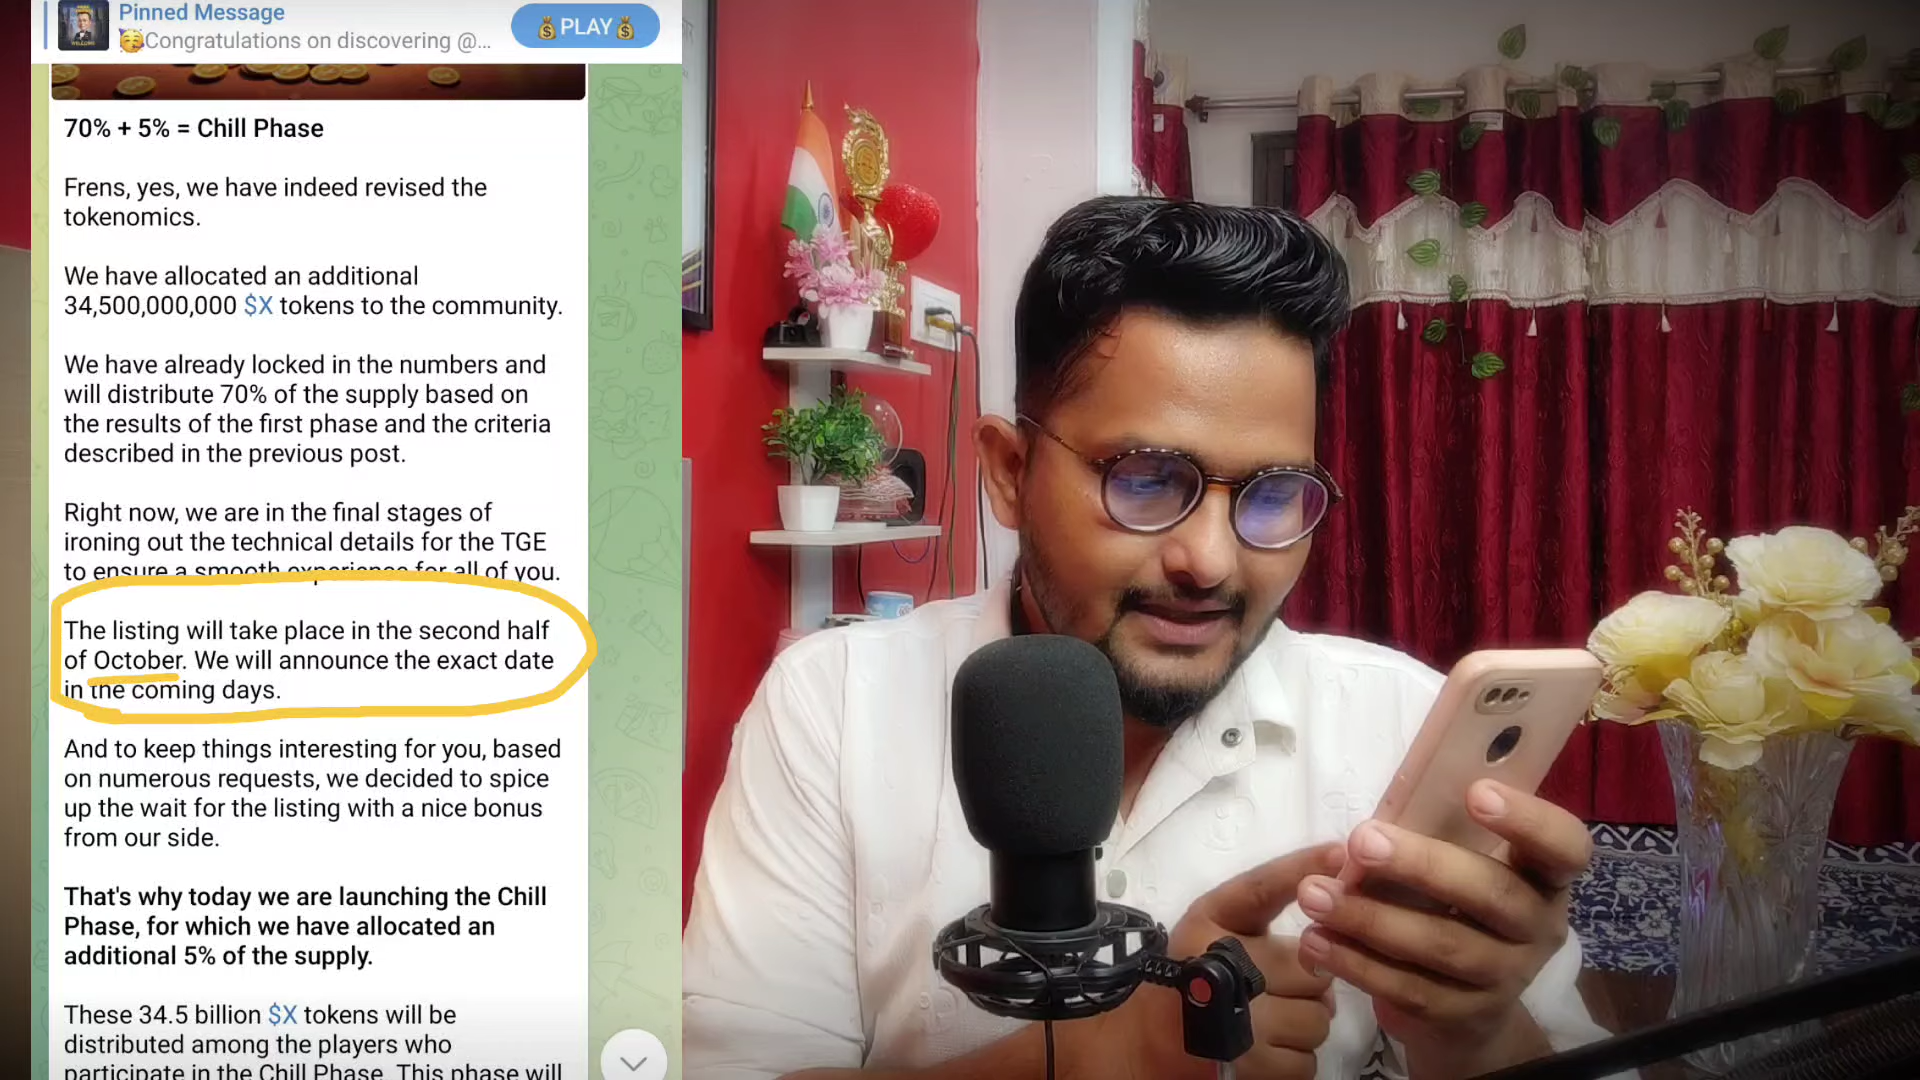 Pinned Message
🥳Congratulations on discovering @...
💰PLAY💰
70% + 5% = Chill Phase
Frens, yes, we have indeed revised the
tokenomics.
We have allocated an additional
34,500,000,000 $X tokens to the community.
We have already locked in the numbers and
will distribute 70% of the supply based on
the results of the first phase and the criteria
described in the previous post.
Right now, we are in the final stages of
ironing out the technical details for the TGE
to ensure a smooth experience for all of you.
The listing will take place in the second half
of October. We will announce the exact date
in the coming days.
And to keep things interesting for you, based
on numerous requests, we decided to spice
up the wait for the listing with a nice bonus
from our side.
That's why today we are launching the Chill
Phase, for which we have allocated an
additional 5% of the supply.
These 34.5 billion $X tokens will be
distributed among the players who
participate in the Chill Phase. This phase will